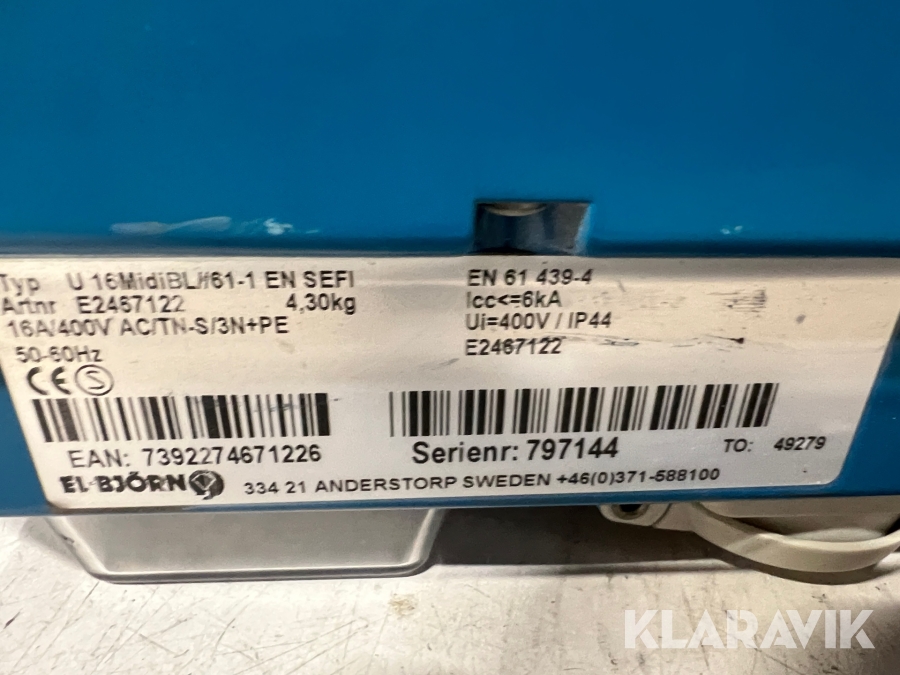 Typ U 16MidiBL/f61-1 EN SEFI
Artnr E2467122 4,30kg
16A/400V AC/TN-S/3N+PE
50-60Hz
CE S
EN 61 439-4
Icc<=6kA
Ui=400V / IP44
E2467122
EAN: 7392274671226
Serienr: 797144
TO: 49279
EL-BJÖRN 334 21 ANDERSTORP SWEDEN +46(0)371-588100
KLARAVIK